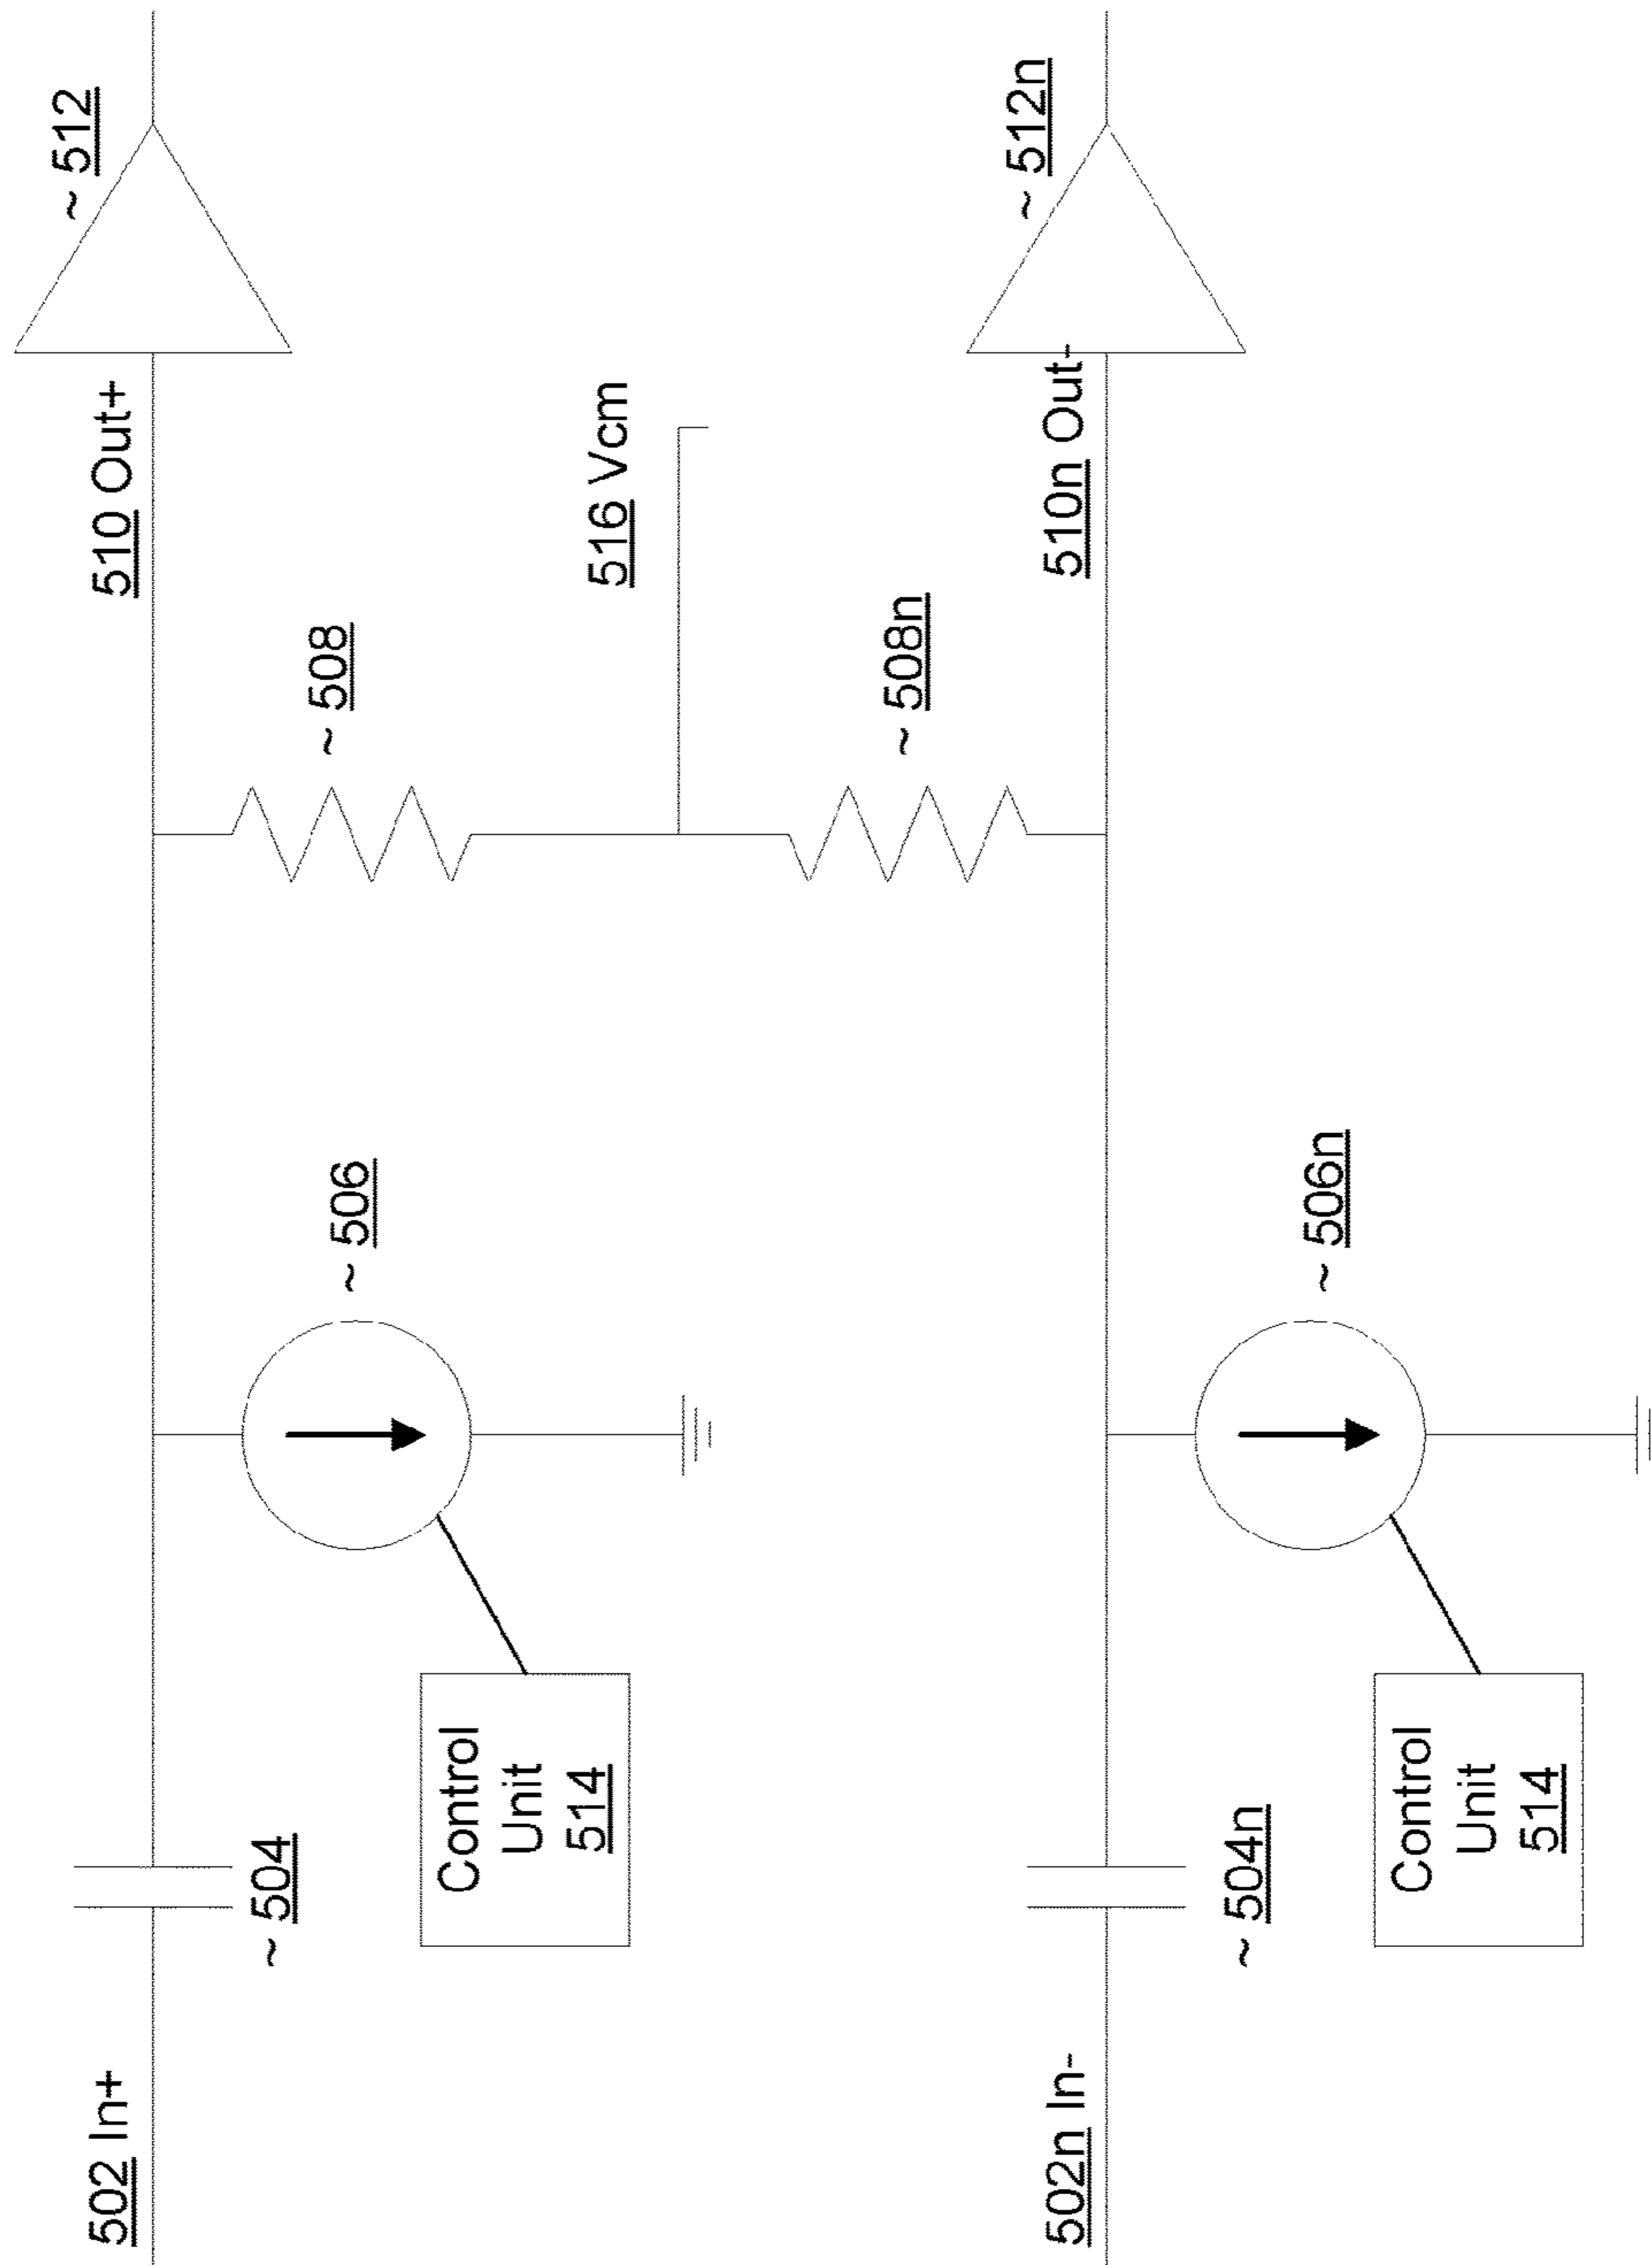 502 In+
~ 504
Control
Unit
514
~ 506
~ 508
510 Out+
~ 512
516 Vcm
502n In-
~ 504n
Control
Unit
514
~ 506n
~ 508n
510n Out-
~ 512n